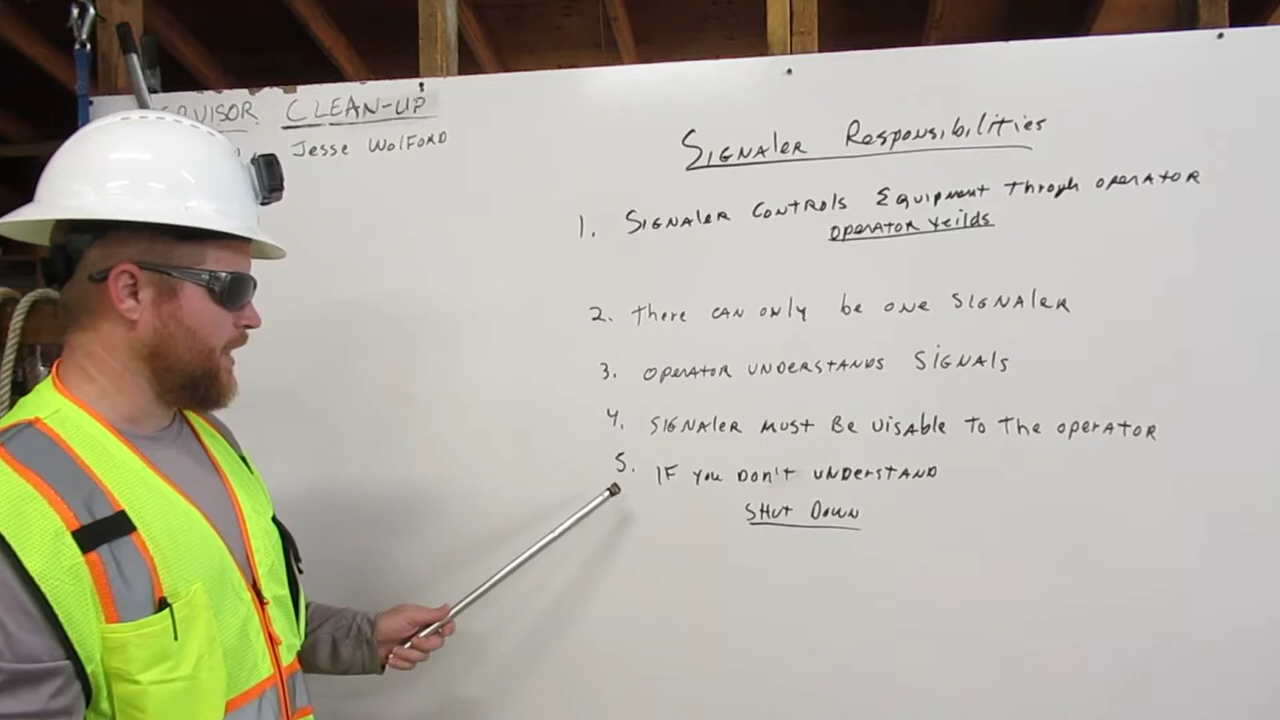 CLEAN-UP
Jesse WolFORD
SIGNAleR Responsibilities
1. SIGNAleR CONTROlS Equipment Through OPERATOR
OPERATOR Yeilds
2. There CAN ONly be ONe SIGNAleR
3. OPERATOR UNDERSTANDS SiGNAls
4. SIGNAleR MUST Be VISAble To The OPERATOR
5. IF You DON'T UNDERSTAND
SHUT DOWN